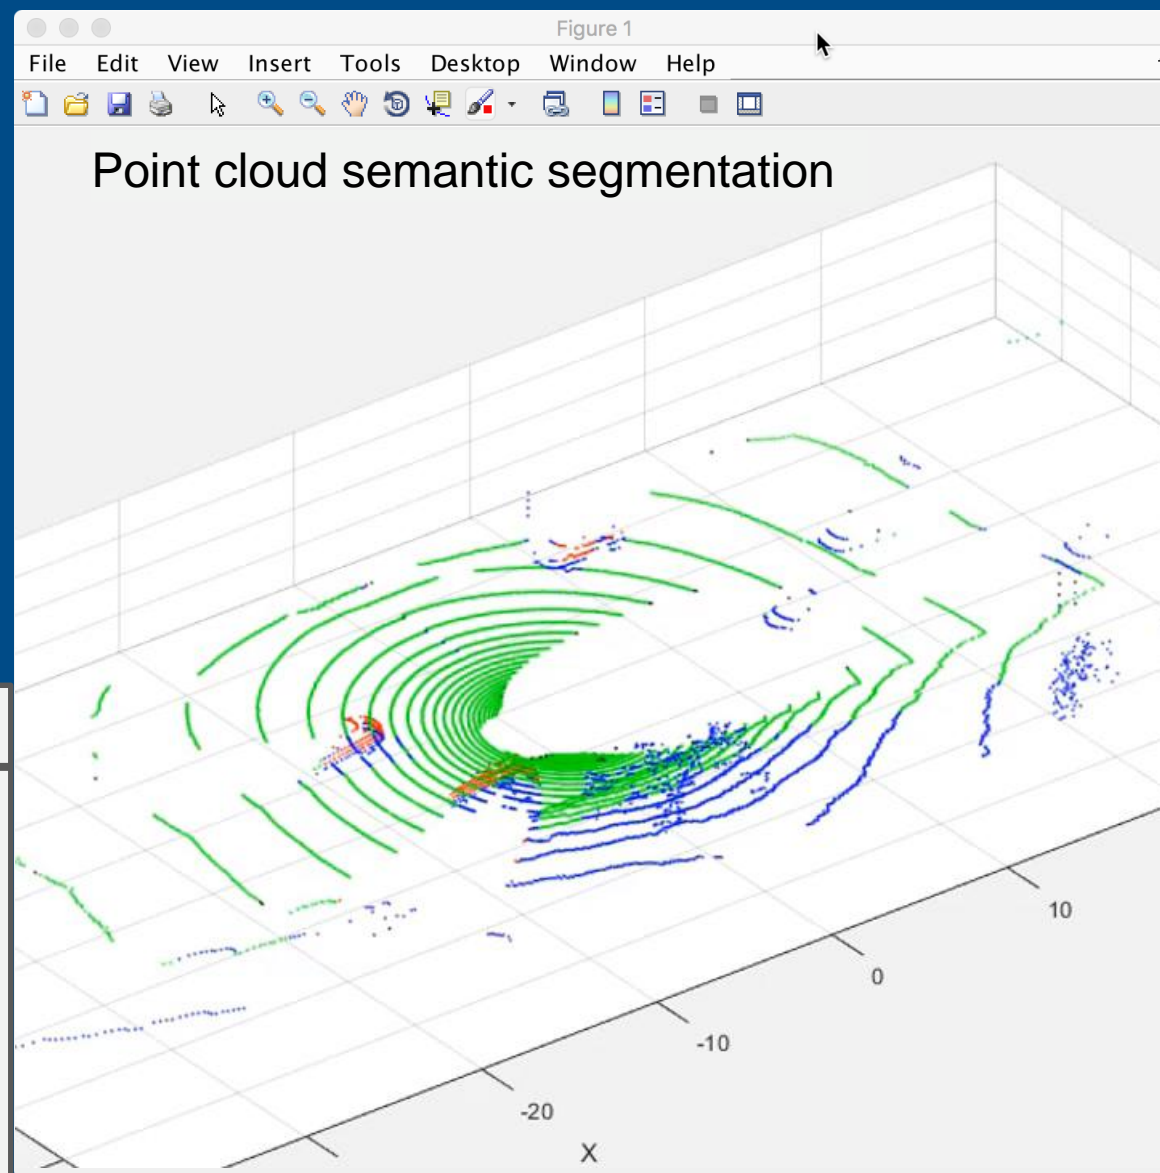 Figure 1
File Edit View Insert Tools Desktop Window Help
Point cloud semantic segmentation
10
0
-10
-20
X